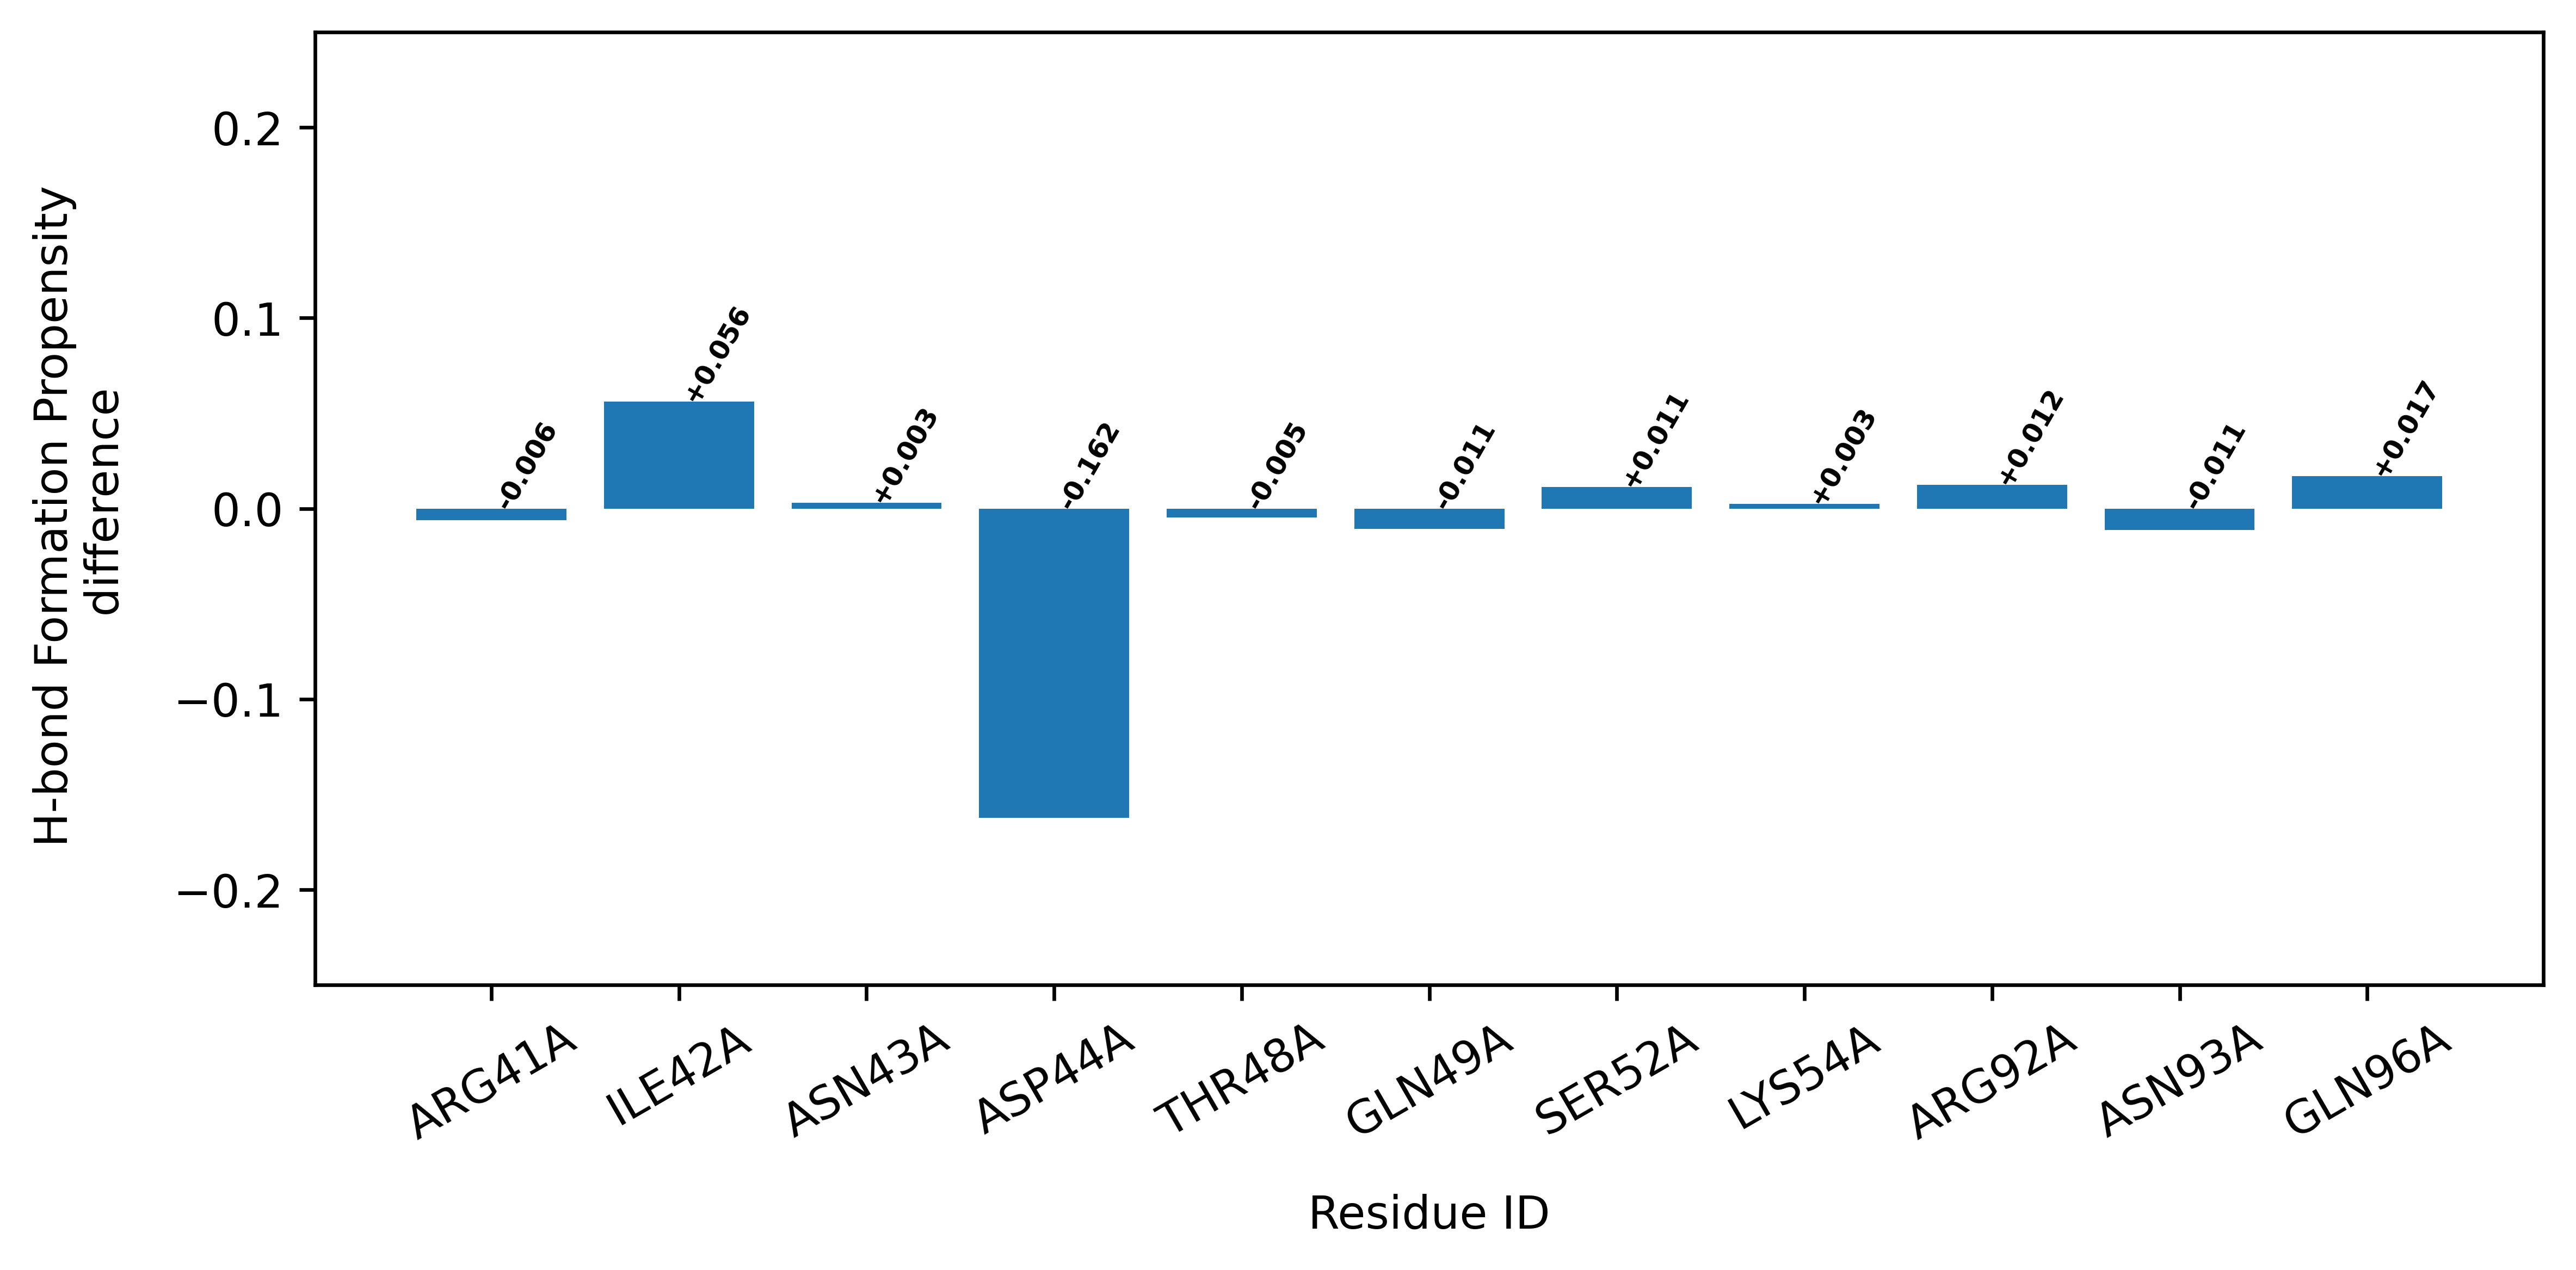 H-bond Formation Propensity
difference
0.2
0.1
0.0
−0.1
−0.2
-0.006
+0.056
+0.003
-0.162
-0.005
-0.011
+0.011
+0.003
+0.012
-0.011
+0.017
ARG41A
ILE42A
ASN43A
ASP44A
THR48A
GLN49A
SER52A
LYS54A
ARG92A
ASN93A
GLN96A
Residue ID